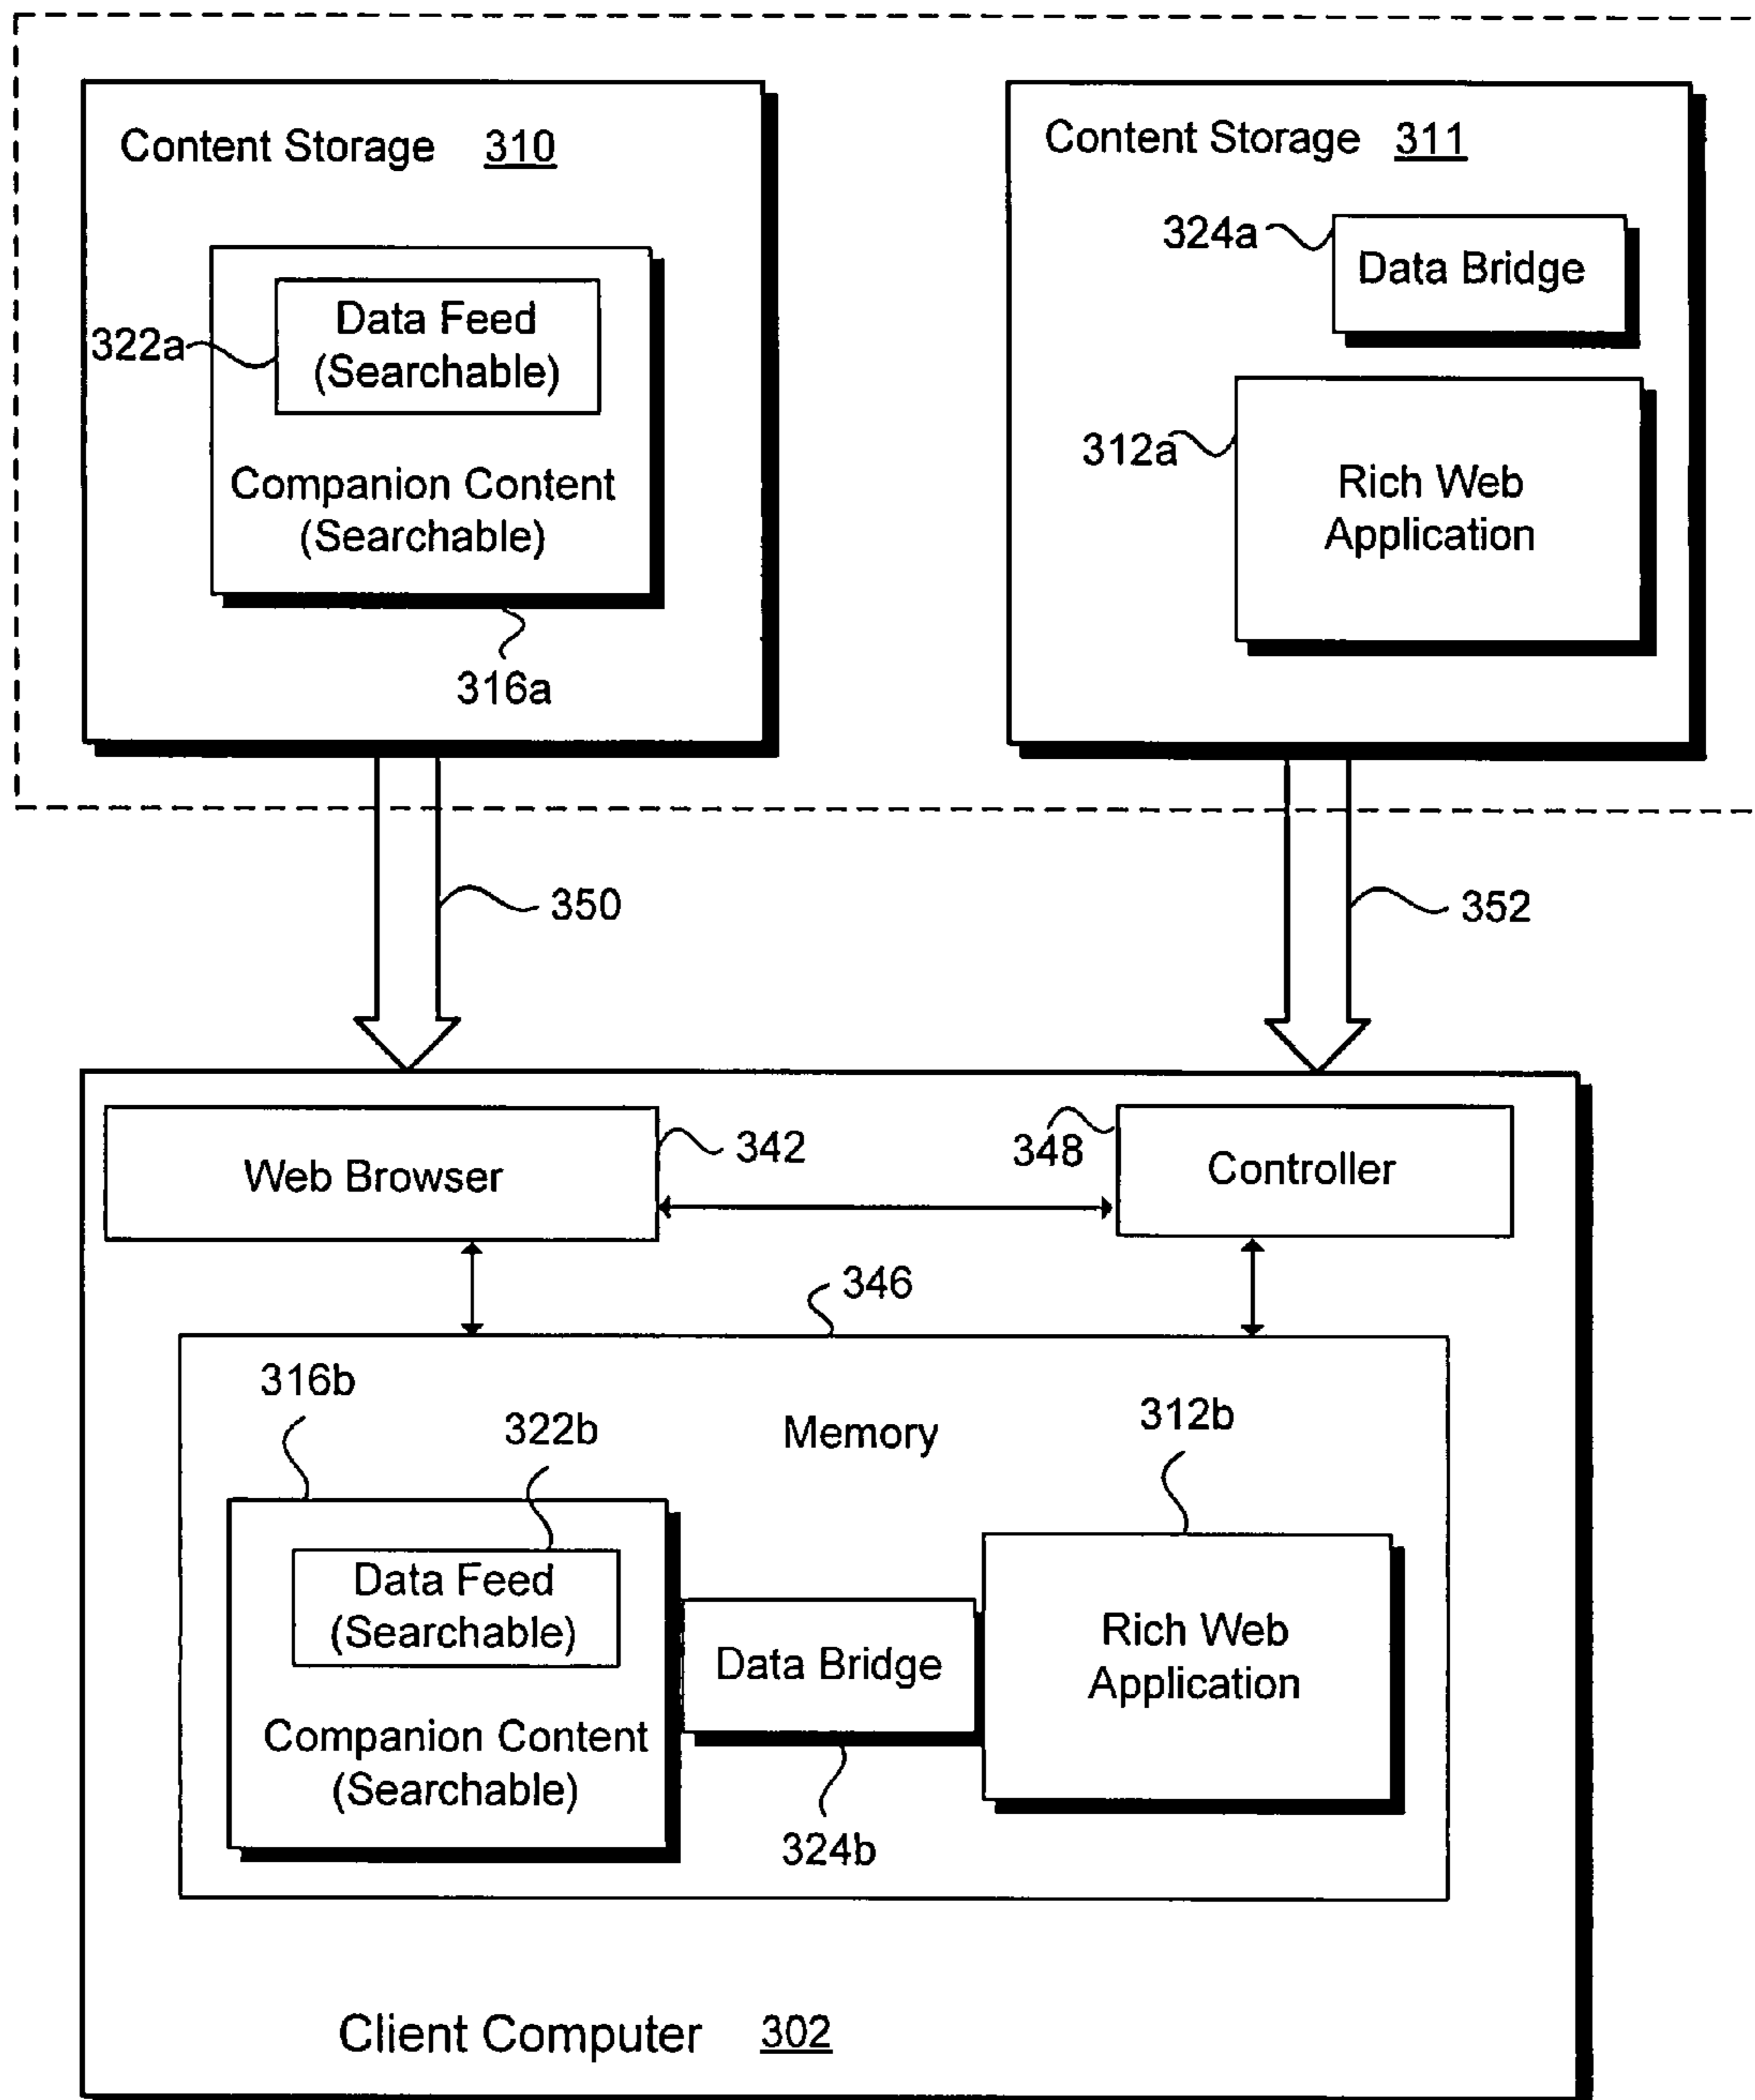 Content Storage 310
Content Storage 311
324a
Data Bridge
Data Feed
(Searchable)
322a
312a
Companion Content
(Searchable)
Rich Web
Application
316a
350
352
Web Browser
342
348
Controller
346
316b
322b
Memory
312b
Data Feed
(Searchable)
Data Bridge
Rich Web
Application
Companion Content
(Searchable)
324b
Client Computer 302